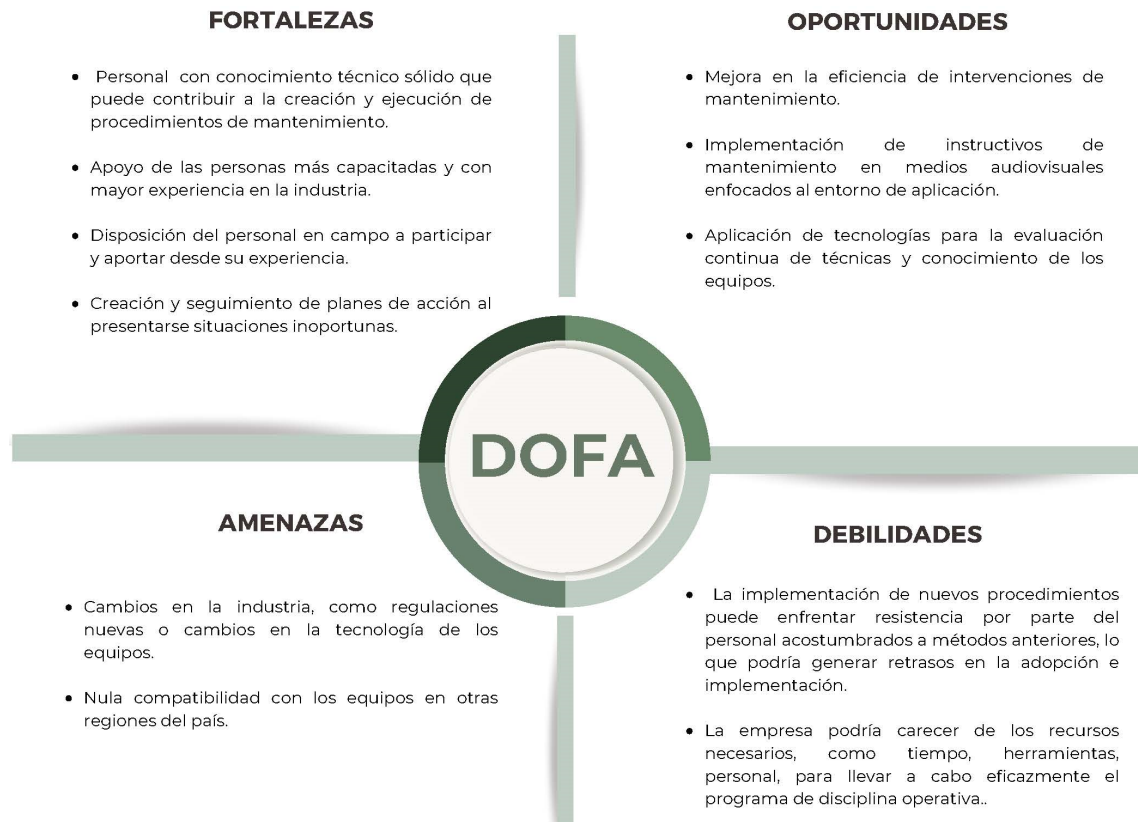 FORTALEZAS
• Personal con conocimiento técnico sólido que
puede contribuir a la creación y ejecución de
procedimientos de mantenimiento.
• Apoyo de las personas más capacitadas y con
mayor experiencia en la industria.
• Disposición del personal en campo a participar
y aportar desde su experiencia.
• Creación y seguimiento de planes de acción al
presentarse situaciones inoportunas.
OPORTUNIDADES
• Mejora en la eficiencia de intervenciones de
mantenimiento.
• Implementación de instructivos de
mantenimiento en medios audiovisuales
enfocados al entorno de aplicación.
• Aplicación de tecnologías para la evaluación
continua de técnicas y conocimiento de los
equipos.
DOFA
AMENAZAS
• Cambios en la industria, como regulaciones
nuevas o cambios en la tecnología de los
equipos.
• Nula compatibilidad con los equipos en otras
regiones del país.
DEBILIDADES
• La implementación de nuevos procedimientos
puede enfrentar resistencia por parte del
personal acostumbrados a métodos anteriores, lo
que podría generar retrasos en la adopción e
implementación.
• La empresa podría carecer de los recursos
necesarios, como tiempo, herramientas,
personal, para llevar a cabo eficazmente el
programa de disciplina operativa..